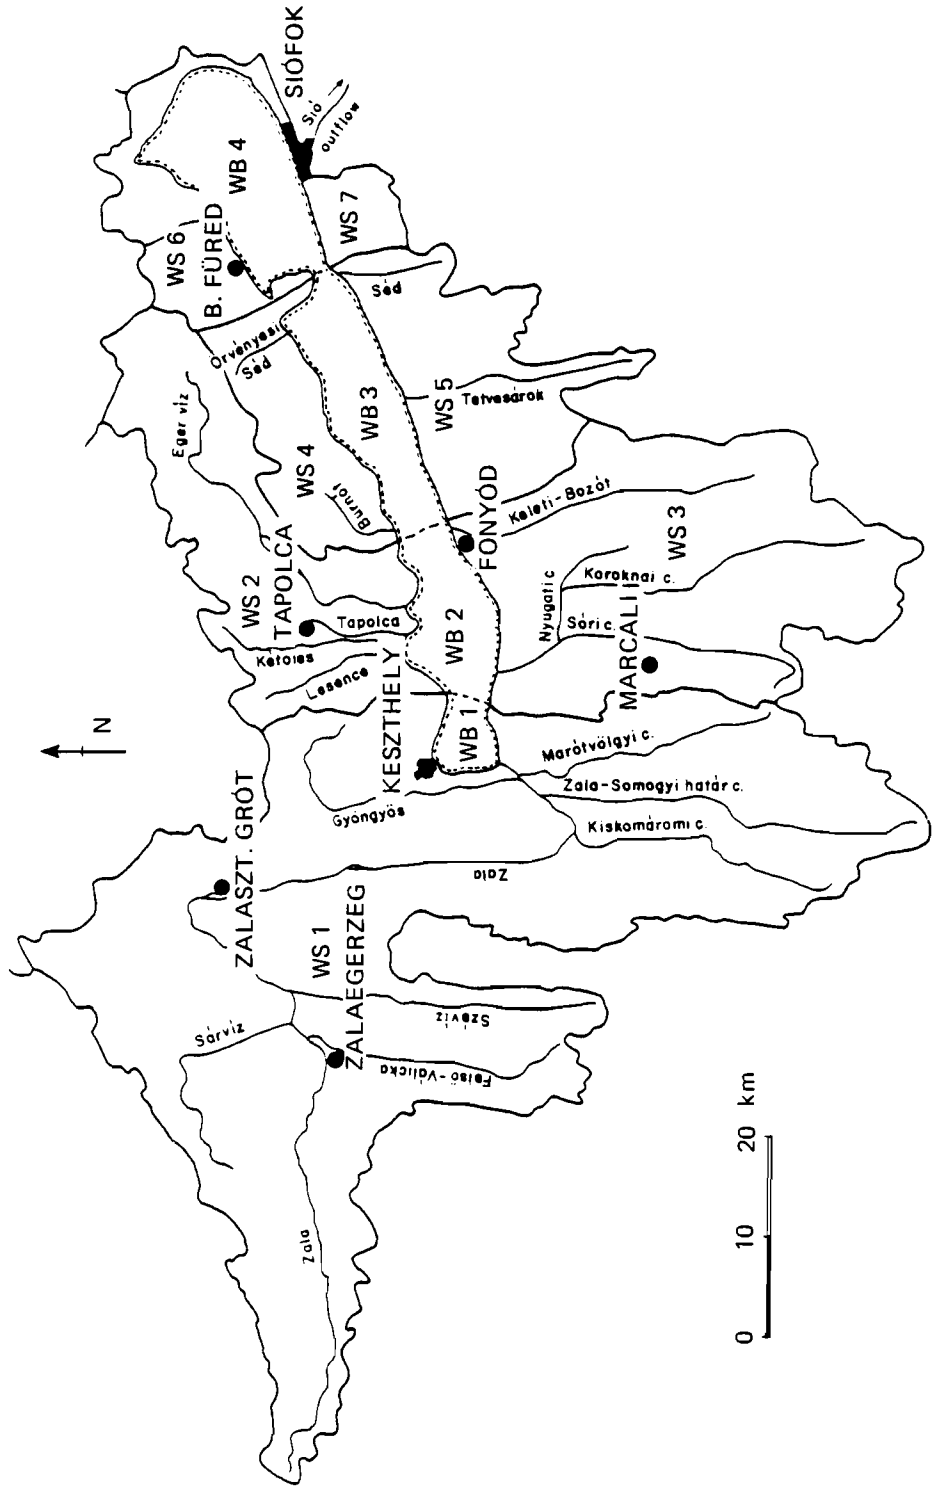 SIÓFOK
Sió
outflow
WB 4
WS 6
B. FÜRED
WS 7
Séd
Örvényesi
Séd
Eger víz
WB 3
WS 5
Tetvesárok
WS 4
Burnót
TAPOLCA
WS 2
Tapolca
Kétöles
Lesence
FONYÓD
Keleti-Bozót
WS 3
Koroknai c.
Nyugati c
Sári c.
MARCALI
WB 2
KESZTHELY
WB 1
N
Gyöngyös
Marótvölgyi c.
Zala-Somogyi határ c.
Kiskomáromi c.
ZALASZT. GRÓT
Zala
WS 1
ZALAEGERZEG
Szévíz
Sárvíz
Felső-Válicka
Zala
0 10 20 km